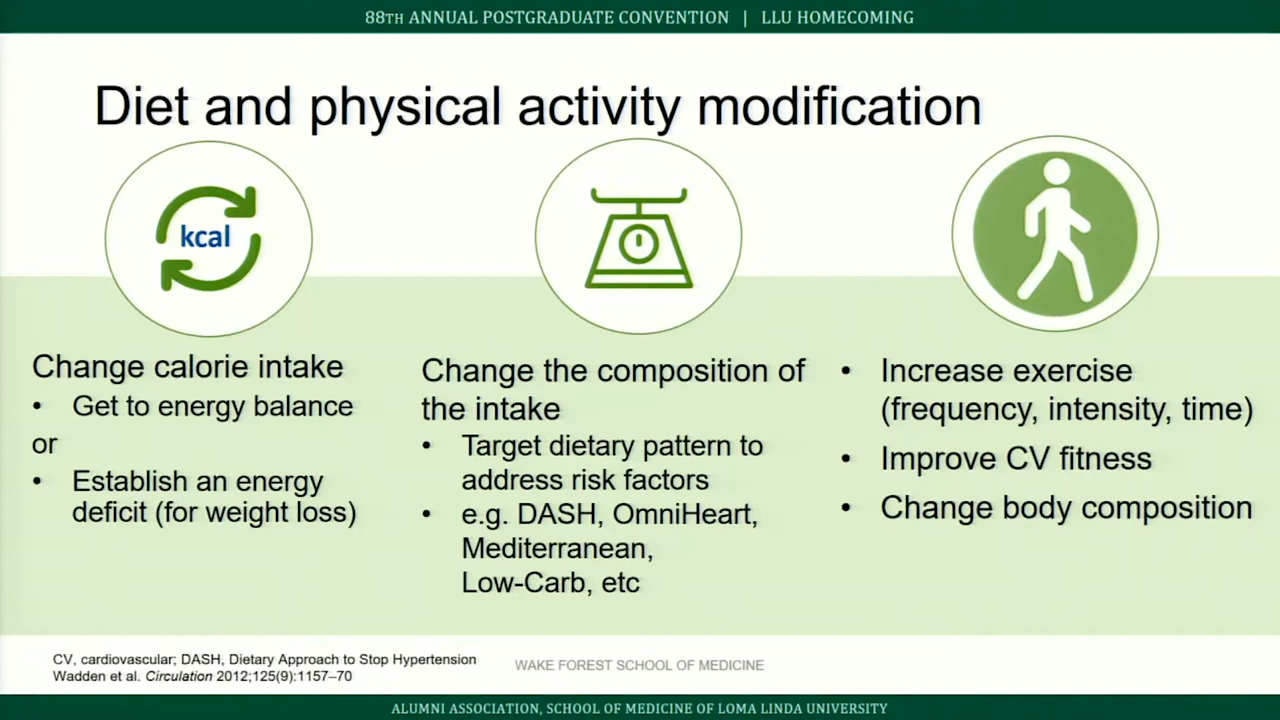 88TH ANNUAL POSTGRADUATE CONVENTION | LLU HOMECOMING
Diet and physical activity modification
kcal
Change calorie intake
• Get to energy balance
or
• Establish an energy
deficit (for weight loss)
Change the composition of
the intake
• Target dietary pattern to
address risk factors
• e.g. DASH, OmniHeart,
Mediterranean,
Low-Carb, etc
• Increase exercise
(frequency, intensity, time)
• Improve CV fitness
• Change body composition
CV, cardiovascular; DASH, Dietary Approach to Stop Hypertension
Wadden et al. Circulation 2012;125(9):1157–70
WAKE FOREST SCHOOL OF MEDICINE
ALUMNI ASSOCIATION, SCHOOL OF MEDICINE OF LOMA LINDA UNIVERSITY